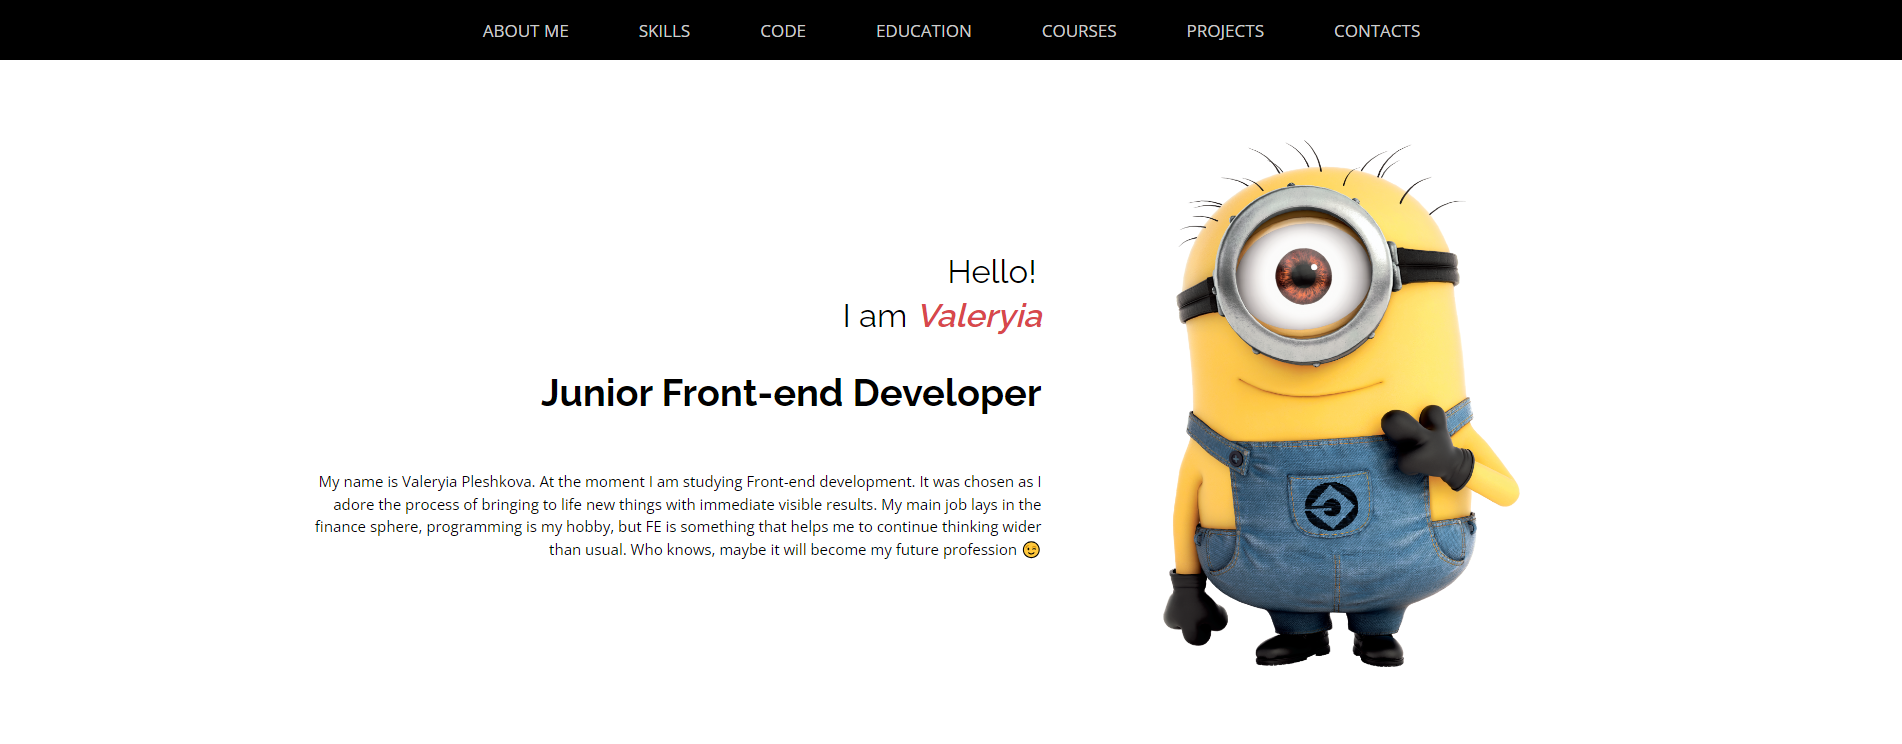 ABOUT ME SKILLS CODE EDUCATION COURSES PROJECTS CONTACTS
Hello!
I am Valeryia
Junior Front-end Developer
My name is Valeryia Pleshkova. At the moment I am studying Front-end development. It was chosen as I
adore the process of bringing to life new things with immediate visible results. My main job lays in the
finance sphere, programming is my hobby, but FE is something that helps me to continue thinking wider
than usual. Who knows, maybe it will become my future profession 😉